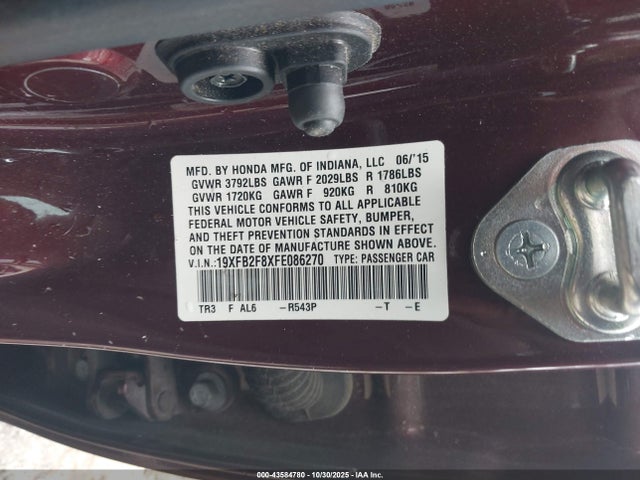 MFD. BY HONDA MFG. OF INDIANA, LLC 06/'15
GVWR 3792LBS GAWR F 2029LBS R 1786LBS
GVWR 1720KG GAWR F 920KG R 810KG
THIS VEHICLE CONFORMS TO ALL APPLICABLE
FEDERAL MOTOR VEHICLE SAFETY, BUMPER,
AND THEFT PREVENTION STANDARDS IN EFFECT
ON THE DATE OF MANUFACTURE SHOWN ABOVE.
V.I.N.:19XFB2F8XFE086270 TYPE: PASSENGER CAR
TR3 F AL6 –R543P –T –E
000-43584780 - 10/30/2025 - IAA Inc.